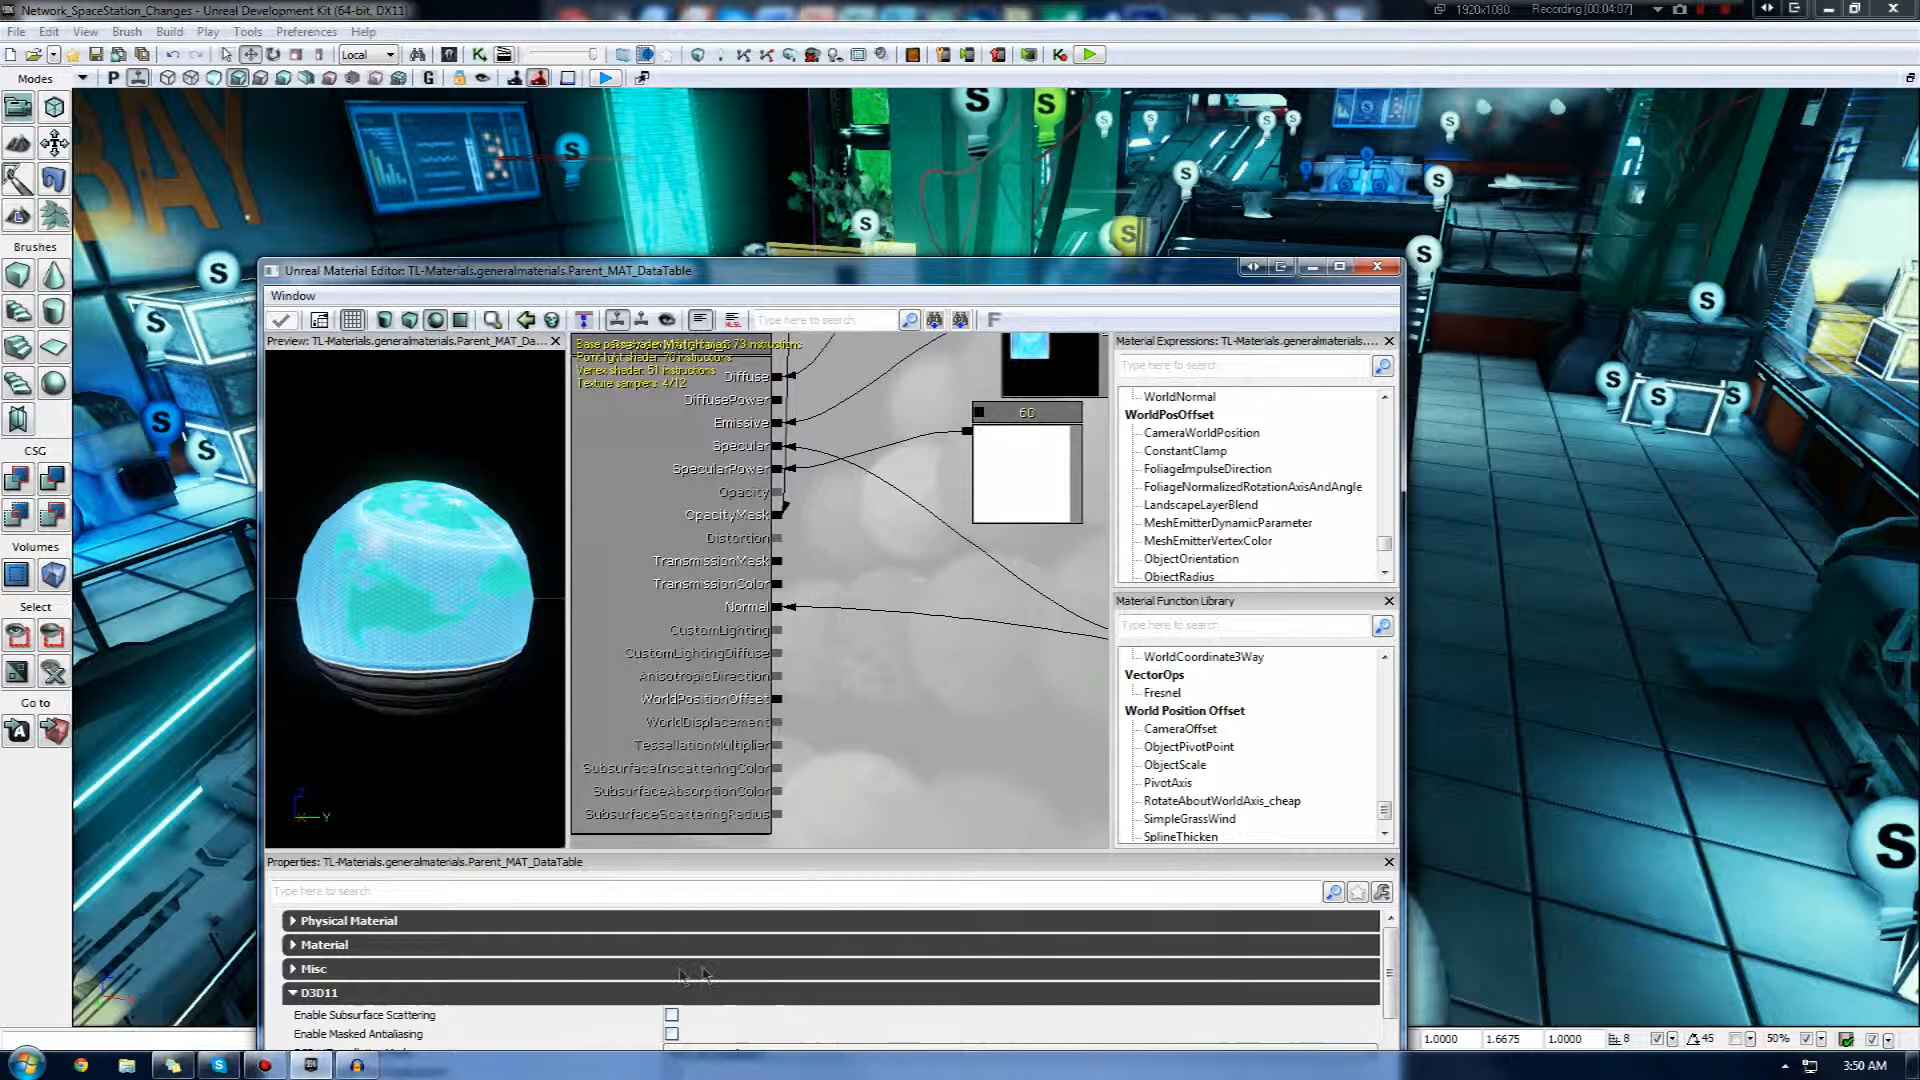 Network_SpaceStation_Changes - Unreal Development Kit (64-bit, DX11)
1920x1080
Recording [00:04:07]
File Edit View Brush Build Play Tools Preferences Help
Local
Modes
P
G
BAY
Brushes
CSG
Volumes
Select
Go to
Unreal Material Editor: TL-Materials.generalmaterials.Parent_MAT_DataTable
Window
Type here to search
Preview: TL-Materials.generalmaterials.Parent_MAT_Da...
Point light shader: 70 instructions
Vertex shader: 51 instructions
Texture samplers: 4/12
Diffuse
DiffusePower
Emissive
Specular
SpecularPower
Opacity
OpacityMask
Distortion
TransmissionMask
TransmissionColor
Normal
CustomLighting
CustomLightingDiffuse
AnisotropicDirection
WorldPositionOffset
WorldDisplacement
TessellationMultiplier
SubsurfaceInscatteringColor
SubsurfaceAbsorptionColor
SubsurfaceScatteringRadius
60
Material Expressions: TL-Materials.generalmaterials....
Type here to search
WorldNormal
WorldPosOffset
CameraWorldPosition
ConstantClamp
FoliageImpulseDirection
FoliageNormalizedRotationAxisAndAngle
LandscapeLayerBlend
MeshEmitterDynamicParameter
MeshEmitterVertexColor
ObjectOrientation
ObjectRadius
Material Function Library
Type here to search
WorldCoordinate3Way
VectorOps
Fresnel
World Position Offset
CameraOffset
ObjectPivotPoint
ObjectScale
PivotAxis
RotateAboutWorldAxis_cheap
SimpleGrassWind
SplineThicken
Properties: TL-Materials.generalmaterials.Parent_MAT_DataTable
Type here to search
Physical Material
Material
Misc
D3D11
Enable Subsurface Scattering
Enable Masked Antialiasing
1.0000 1.6675 1.0000 8 45 50%
3:50 AM